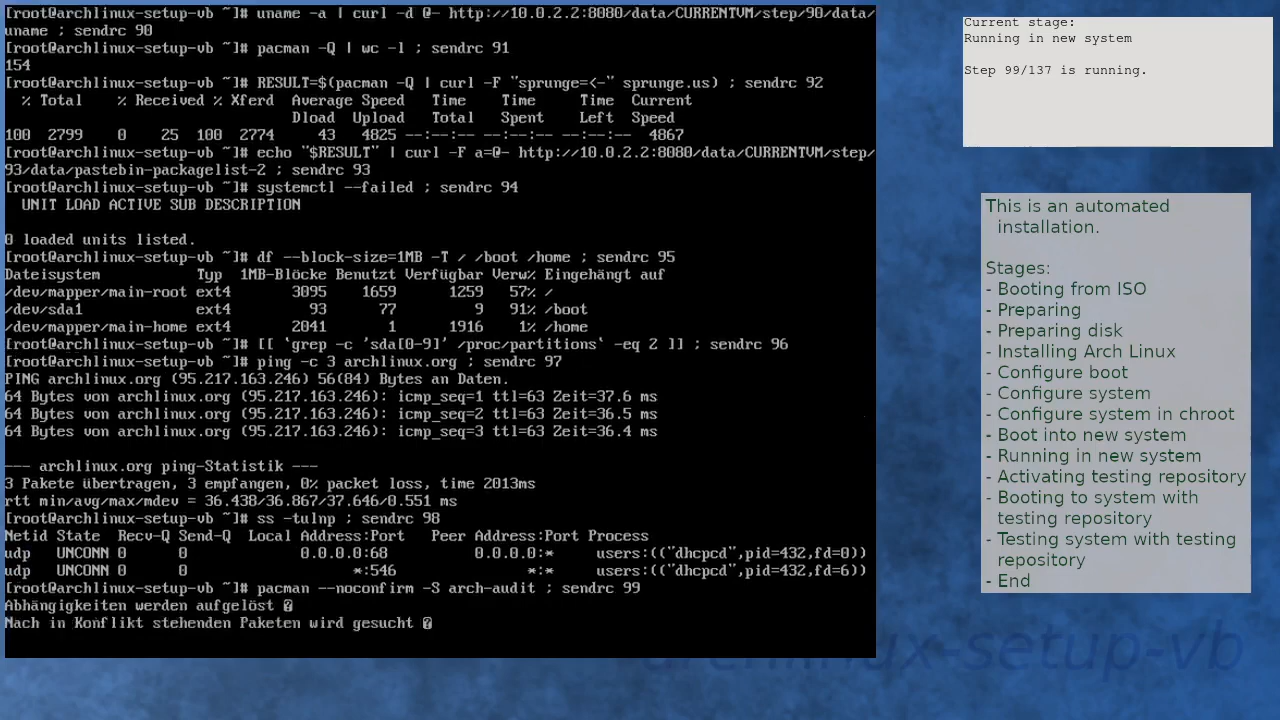 [root@archlinux-setup-vb ~]# uname -a | curl -d @- http://10.0.2.2:8080/data/CURRENTVM/step/90/data/
uname ; sendrc 90
[root@archlinux-setup-vb ~]# pacman -Q | wc -l ; sendrc 91
154
[root@archlinux-setup-vb ~]# RESULT=$(pacman -Q | curl -F "sprunge=<-" sprunge.us) ; sendrc 92
% Total % Received % Xferd Average Speed Time Time Time Current
Dload Upload Total Spent Left Speed
100 2799 0 25 100 2774 43 4825 --:--:-- --:--:-- --:--:-- 4867
[root@archlinux-setup-vb ~]# echo "$RESULT" | curl -F a=@- http://10.0.2.2:8080/data/CURRENTVM/step/
93/data/pastebin-packagelist-2 ; sendrc 93
[root@archlinux-setup-vb ~]# systemctl --failed ; sendrc 94
UNIT LOAD ACTIVE SUB DESCRIPTION
0 loaded units listed.
[root@archlinux-setup-vb ~]# df --block-size=1MB -T / /boot /home ; sendrc 95
Dateisystem Typ 1MB-Blöcke Benutzt Verfügbar Verw% Eingehängt auf
/dev/mapper/main-root ext4 3095 1659 1259 57% /
/dev/sda1 ext4 93 77 9 91% /boot
/dev/mapper/main-home ext4 2041 1 1916 1% /home
[root@archlinux-setup-vb ~]# [[ `grep -c 'sda[0-9]' /proc/partitions` -eq 2 ]] ; sendrc 96
[root@archlinux-setup-vb ~]# ping -c 3 archlinux.org ; sendrc 97
PING archlinux.org (95.217.163.246) 56(84) Bytes an Daten.
64 Bytes von archlinux.org (95.217.163.246): icmp_seq=1 ttl=63 Zeit=37.6 ms
64 Bytes von archlinux.org (95.217.163.246): icmp_seq=2 ttl=63 Zeit=36.5 ms
64 Bytes von archlinux.org (95.217.163.246): icmp_seq=3 ttl=63 Zeit=36.4 ms
--- archlinux.org ping-Statistik ---
3 Pakete übertragen, 3 empfangen, 0% packet loss, time 2013ms
rtt min/avg/max/mdev = 36.438/36.867/37.646/0.551 ms
[root@archlinux-setup-vb ~]# ss -tulnp ; sendrc 98
Netid State Recv-Q Send-Q Local Address:Port Peer Address:Port Process
udp UNCONN 0 0 0.0.0.0:68 0.0.0.0:* users:(("dhcpcd",pid=432,fd=0))
udp UNCONN 0 0 *:546 *:* users:(("dhcpcd",pid=432,fd=6))
[root@archlinux-setup-vb ~]# pacman --noconfirm -S arch-audit ; sendrc 99
Abhängigkeiten werden aufgelöst �
Nach in Konflikt stehenden Paketen wird gesucht �
Current stage:
Running in new system
Step 99/137 is running.
This is an automated
installation.
Stages:
- Booting from ISO
- Preparing
- Preparing disk
- Installing Arch Linux
- Configure boot
- Configure system
- Configure system in chroot
- Boot into new system
- Running in new system
- Activating testing repository
- Booting to system with
testing repository
- Testing system with testing
repository
- End
archlinux-setup-vb